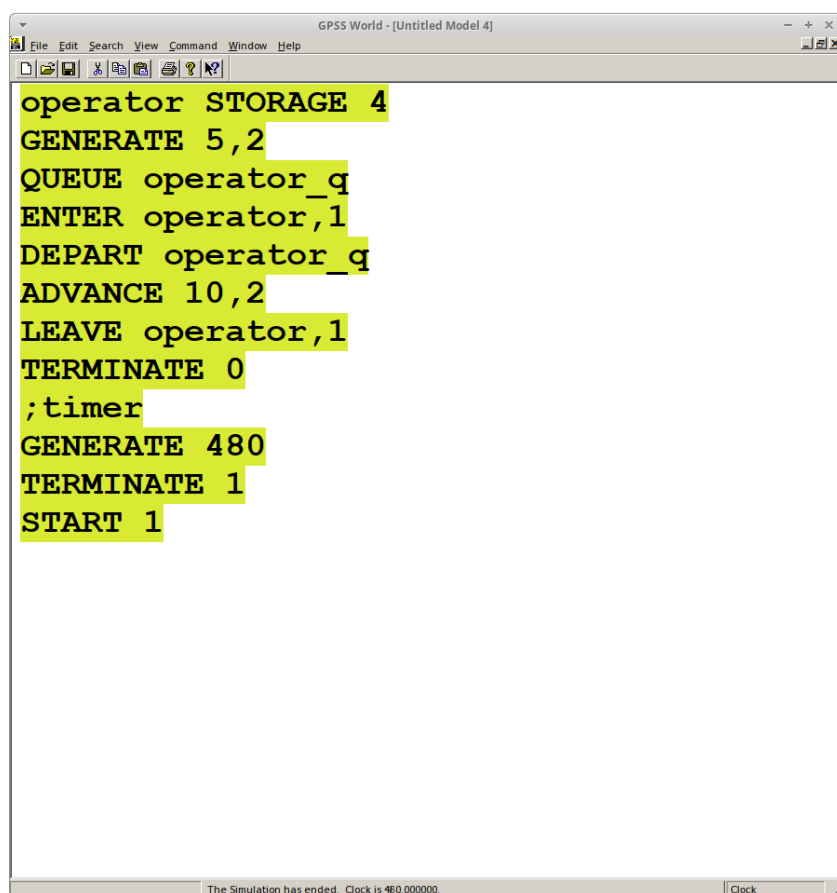 GPSS World - [Untitled Model 4]
File Edit Search View Command Window Help
operator STORAGE 4
GENERATE 5,2
QUEUE operator_q
ENTER operator,1
DEPART operator_q
ADVANCE 10,2
LEAVE operator,1
TERMINATE 0
;timer
GENERATE 480
TERMINATE 1
START 1
The Simulation has ended. Clock is 480.000000. Clock